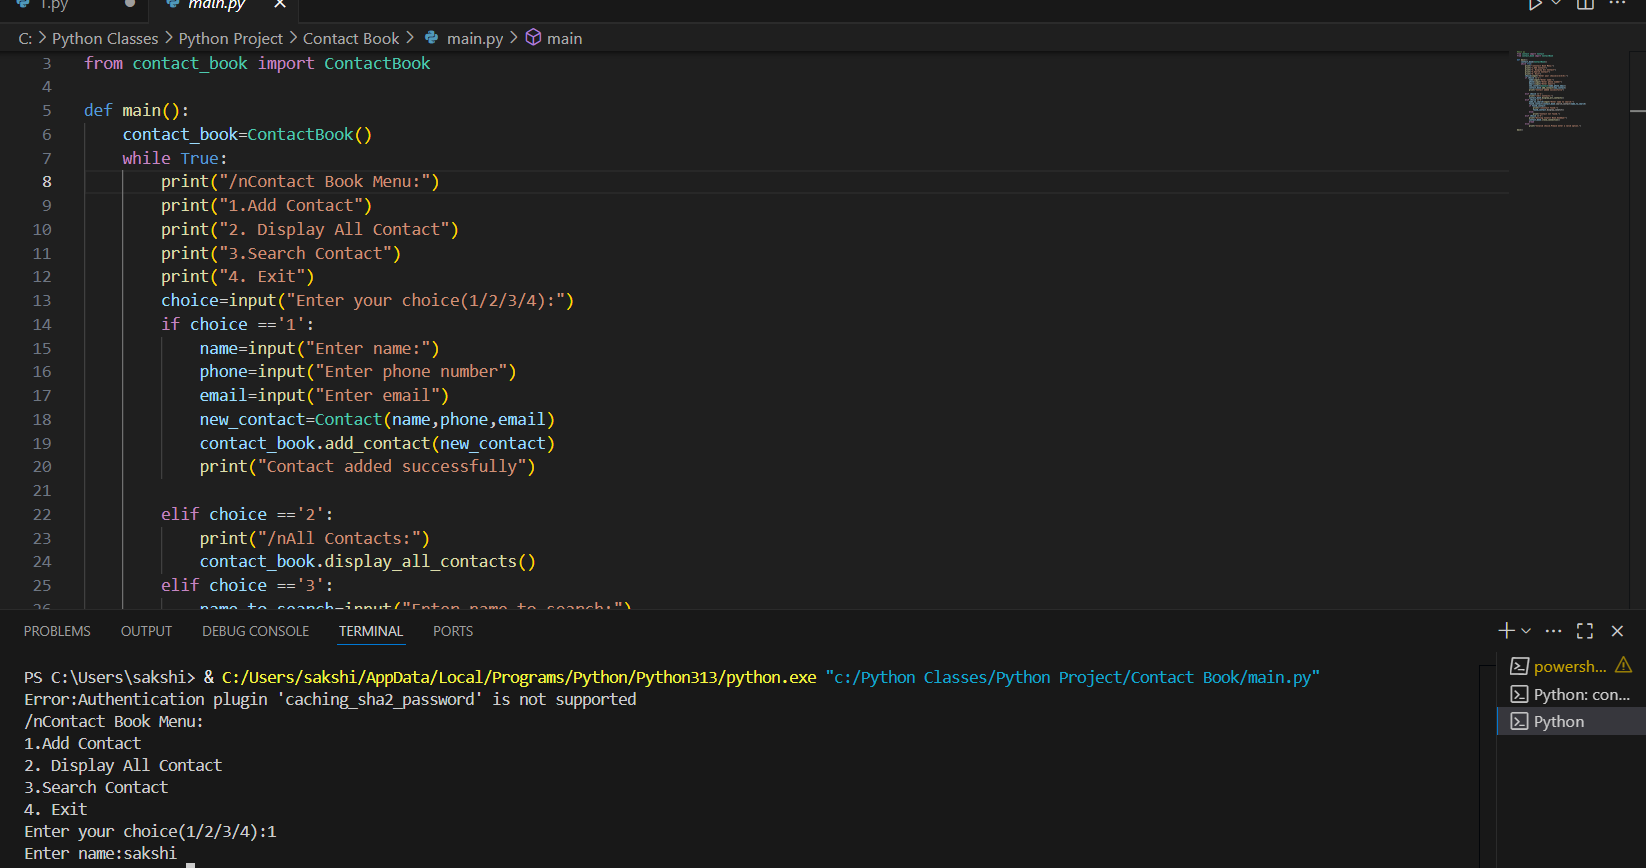 1.py
main.py
C: > Python Classes > Python Project > Contact Book > main.py > main
3 from contact_book import ContactBook
4
5 def main():
6 contact_book=ContactBook()
7 while True:
8 print("/nContact Book Menu:")
9 print("1.Add Contact")
10 print("2. Display All Contact")
11 print("3.Search Contact")
12 print("4. Exit")
13 choice=input("Enter your choice(1/2/3/4):")
14 if choice =='1':
15 name=input("Enter name:")
16 phone=input("Enter phone number")
17 email=input("Enter email")
18 new_contact=Contact(name,phone,email)
19 contact_book.add_contact(new_contact)
20 print("Contact added successfully")
21
22 elif choice =='2':
23 print("/nAll Contacts:")
24 contact_book.display_all_contacts()
25 elif choice =='3':
26 name_to_search=input("Enter name to search:")
PROBLEMS OUTPUT DEBUG CONSOLE TERMINAL PORTS
PS C:\Users\sakshi> & C:/Users/sakshi/AppData/Local/Programs/Python/Python313/python.exe "c:/Python Classes/Python Project/Contact Book/main.py"
Error:Authentication plugin 'caching_sha2_password' is not supported
/nContact Book Menu:
1.Add Contact
2. Display All Contact
3.Search Contact
4. Exit
Enter your choice(1/2/3/4):1
Enter name:sakshi
powersh...
Python: con...
Python